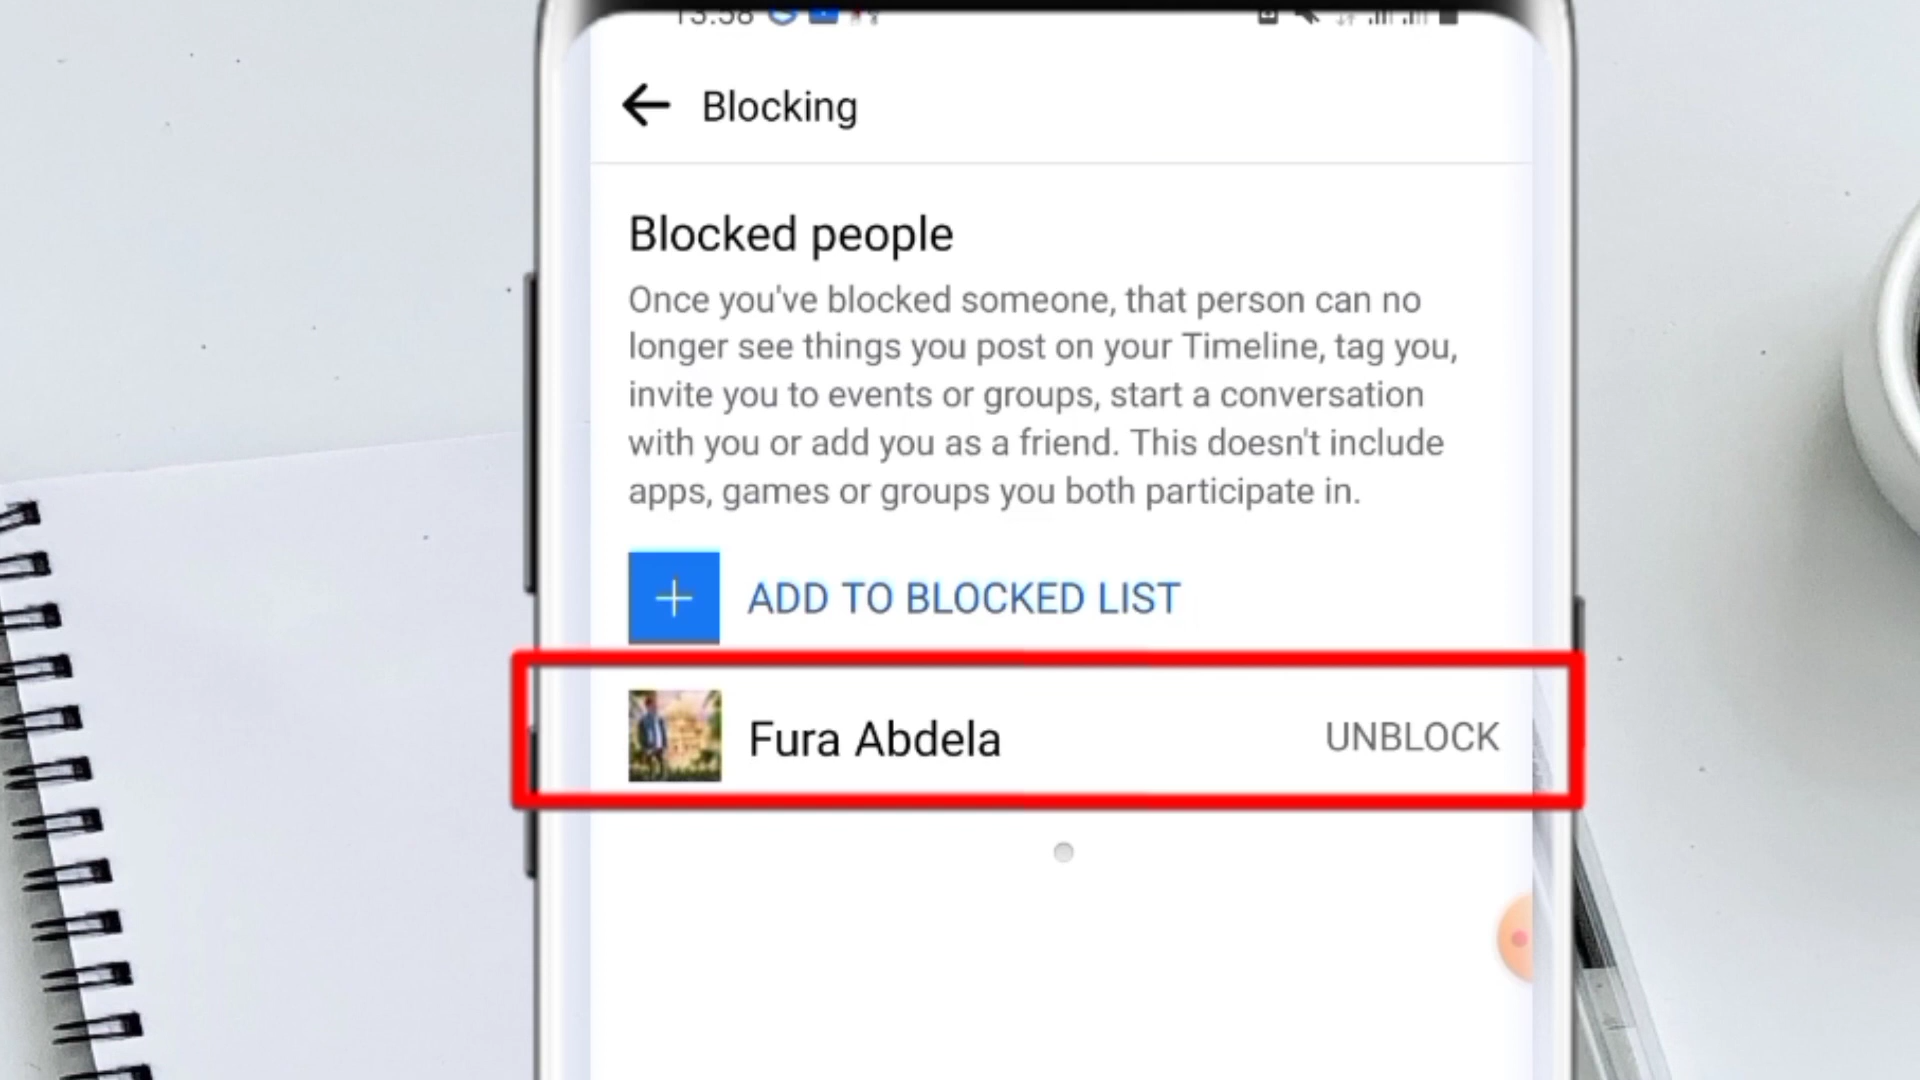 13:58
Blocking
Blocked people
Once you've blocked someone, that person can no
longer see things you post on your Timeline, tag you,
invite you to events or groups, start a conversation
with you or add you as a friend. This doesn't include
apps, games or groups you both participate in.
ADD TO BLOCKED LIST
Fura Abdela
UNBLOCK